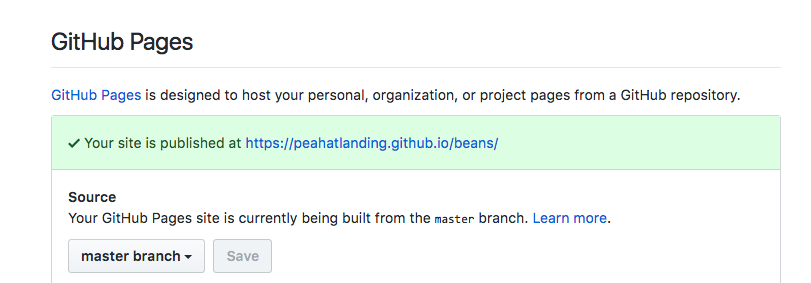 GitHub Pages
GitHub Pages is designed to host your personal, organization, or project pages from a GitHub repository.
✓ Your site is published at https://peahatlanding.github.io/beans/
Source
Your GitHub Pages site is currently being built from the master branch. Learn more.
master branch Save